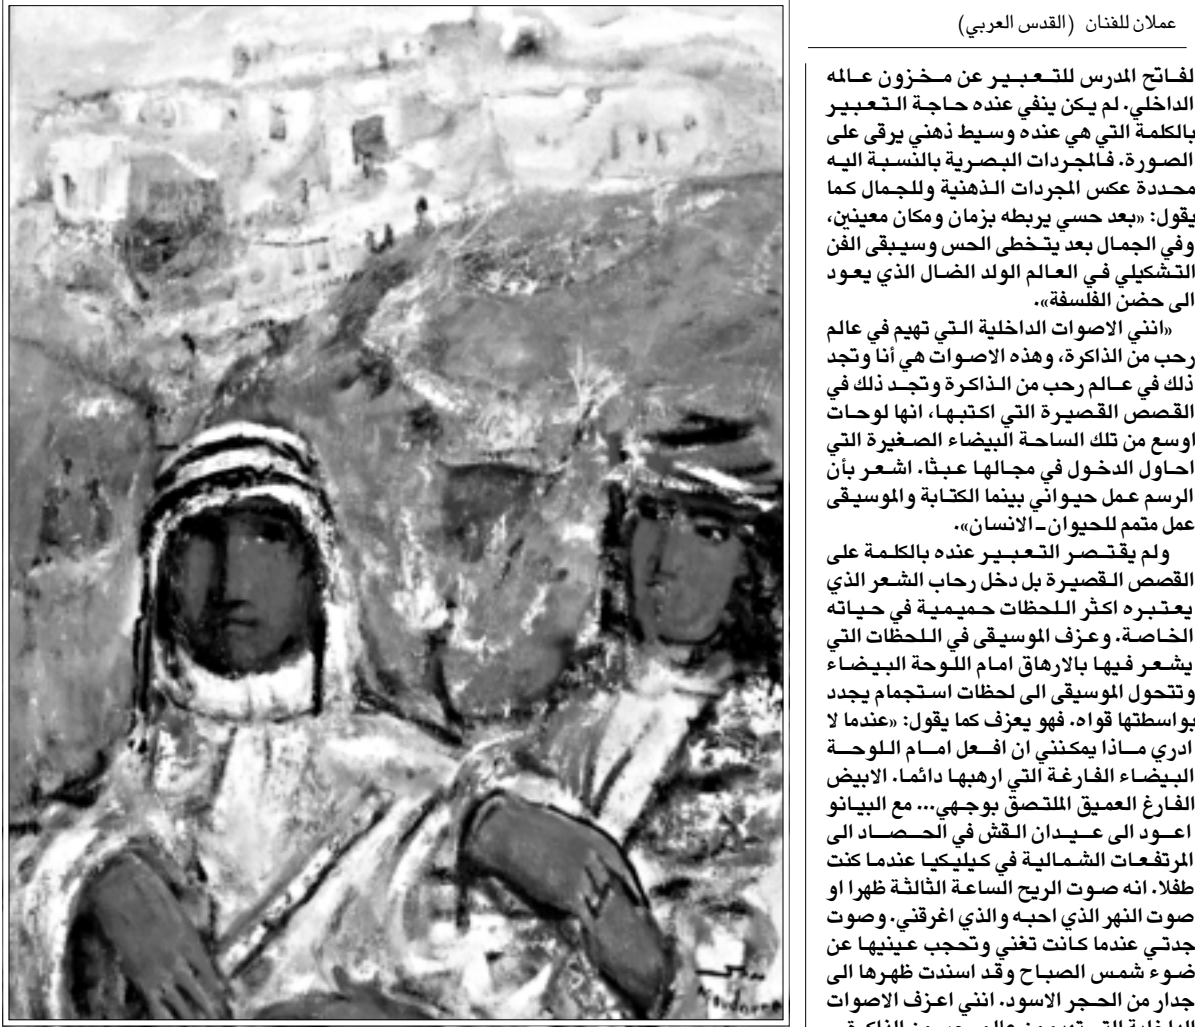 عملان للفنان (القدس العربي)
لفاتح المدرس للتعبير عن مخزون عالمه
الداخلي. لم يكن ينفي عنده حاجة التعبير
بالكلمة التي هي عنده وسيط ذهني يرقى على
الصورة. فالمجردات البصرية بالنسبة اليه
محددة عكس المجردات الذهنية وللجمال كما
يقول: «بعد حسي يربطه بزمان ومكان معينين،
وفي الجمال بعد يتخطى الحس وسيبقى الفن
التشكيلي في العالم الولد الضال الذي يعود
الى حضن الفلسفة».
«انني الاصوات الداخلية التي تهيم في عالم
رحب من الذاكرة، وهذه الاصوات هي أنا وتجد
ذلك في عالم رحب من الذاكرة وتجد ذلك في
القصص القصيرة التي اكتبها، انها لوحات
اوسع من تلك الساحة البيضاء الصغيرة التي
احاول الدخول في مجالها عبثا. اشعر بأن
الرسم عمل حيواني بينما الكتابة والموسيقى
عمل متمم للحيوان ـ الانسان».
ولم يقتصر التعبير عنده بالكلمة على
القصص القصيرة بل دخل رحاب الشعر الذي
يعتبره اكثر اللحظات حميمية في حياته
الخاصة. وعزف الموسيقى في اللحظات التي
يشعر فيها بالارهاق امام اللوحة البيضاء
وتتحول الموسيقى الى لحظات استجمام يجدد
بواسطتها قواه. فهو يعزف كما يقول: «عندما لا
ادري ماذا يمكنني ان افعل امام اللوحة
البيضاء الفارغة التي ارهبها دائما. الابيض
الفارغ العميق الملتصق بوجهي... مع البيانو
اعود الى عيدان القش في الحصاد الى
المرتفعات الشمالية في كيليكيا عندما كنت
طفلا. انه صوت الريح الساعة الثالثة ظهرا او
صوت النهر الذي احبه والذي اغرقني. وصوت
جدتي عندما كانت تغني وتحجب عينيها عن
ضوء شمس الصباح وقد اسندت ظهرها الى
جدار من الحجر الاسود. انني اعزف الاصوات